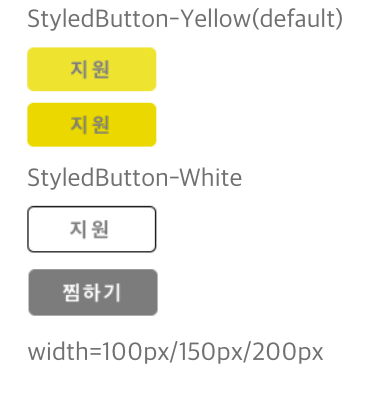 StyledButton-Yellow(default)
지원
지원
StyledButton-White
지원
찜하기
width=100px/150px/200px